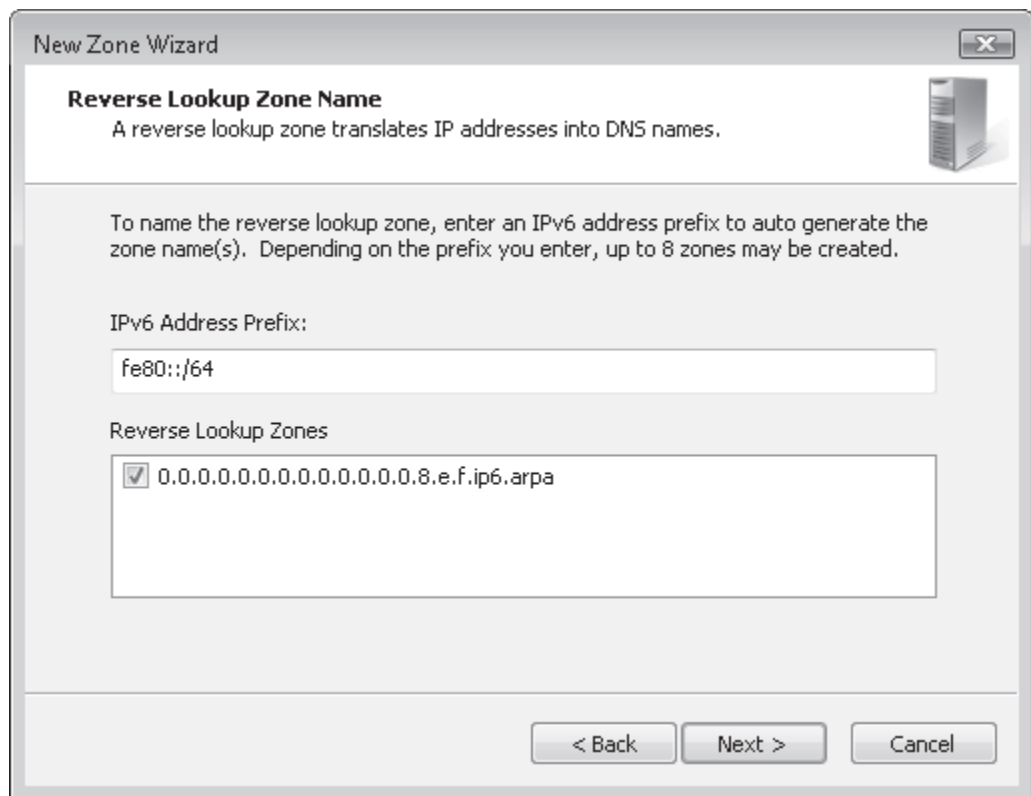 New Zone Wizard
Reverse Lookup Zone Name
A reverse lookup zone translates IP addresses into DNS names.
To name the reverse lookup zone, enter an IPv6 address prefix to auto generate the
zone name(s). Depending on the prefix you enter, up to 8 zones may be created.
IPv6 Address Prefix:
fe80::/64
Reverse Lookup Zones
0.0.0.0.0.0.0.0.0.0.0.0.0.8.e.f.ip6.arpa
< Back
Next >
Cancel